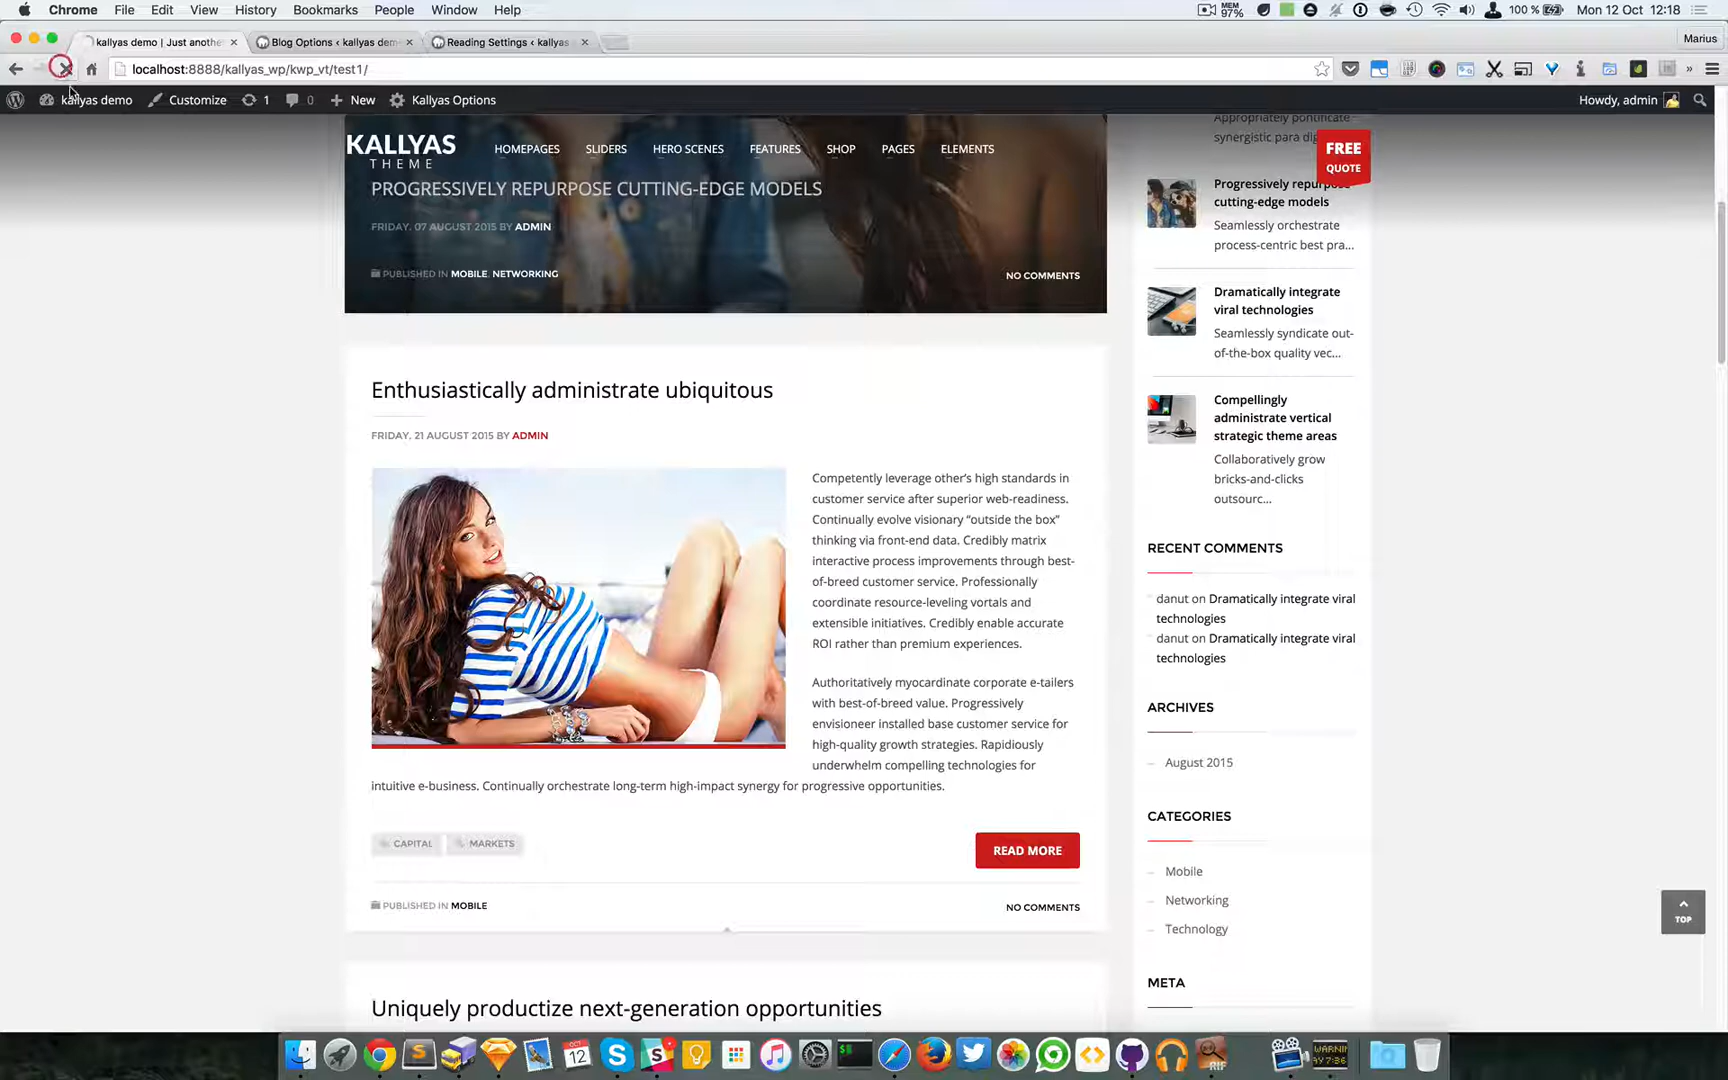 Chrome File Edit View History Bookmarks People Window Help
MEM 97% 100 % Mon 12 Oct 12:18
kallyas demo | Just anothe
Blog Options ‹ kallyas dem
Reading Settings ‹ kallyas
Marius
localhost:8888/kallyas_wp/kwp_vt/test1/
kallyas demo Customize 1 0 New Kallyas Options Howdy, admin
KALLYAS
THEME
HOMEPAGES SLIDERS HERO SCENES FEATURES SHOP PAGES ELEMENTS
FREE
QUOTE
PROGRESSIVELY REPURPOSE CUTTING-EDGE MODELS
FRIDAY, 07 AUGUST 2015 BY ADMIN
PUBLISHED IN MOBILE, NETWORKING
NO COMMENTS
Enthusiastically administrate ubiquitous
FRIDAY, 21 AUGUST 2015 BY ADMIN
Competently leverage other’s high standards in
customer service after superior web-readiness.
Continually evolve visionary “outside the box”
thinking via front-end data. Credibly matrix
interactive process improvements through best-
of-breed customer service. Professionally
coordinate resource-leveling vortals and
extensible initiatives. Credibly enable accurate
ROI rather than premium experiences.
Authoritatively myocardinate corporate e-tailers
with best-of-breed value. Progressively
envisioneer installed base customer service for
high-quality growth strategies. Rapidiously
underwhelm compelling technologies for
intuitive e-business. Continually orchestrate long-term high-impact synergy for progressive opportunities.
CAPITAL MARKETS
READ MORE
PUBLISHED IN MOBILE
NO COMMENTS
Uniquely productize next-generation opportunities
Appropriately pontificate
synergistic para dig
Progressively repurpose
cutting-edge models
Seamlessly orchestrate
process-centric best pra...
Dramatically integrate
viral technologies
Seamlessly syndicate out-
of-the-box quality vec...
Compellingly
administrate vertical
strategic theme areas
Collaboratively grow
bricks-and-clicks
outsourc...
RECENT COMMENTS
danut on Dramatically integrate viral
technologies
danut on Dramatically integrate viral
technologies
ARCHIVES
August 2015
CATEGORIES
Mobile
Networking
Technology
META
TOP